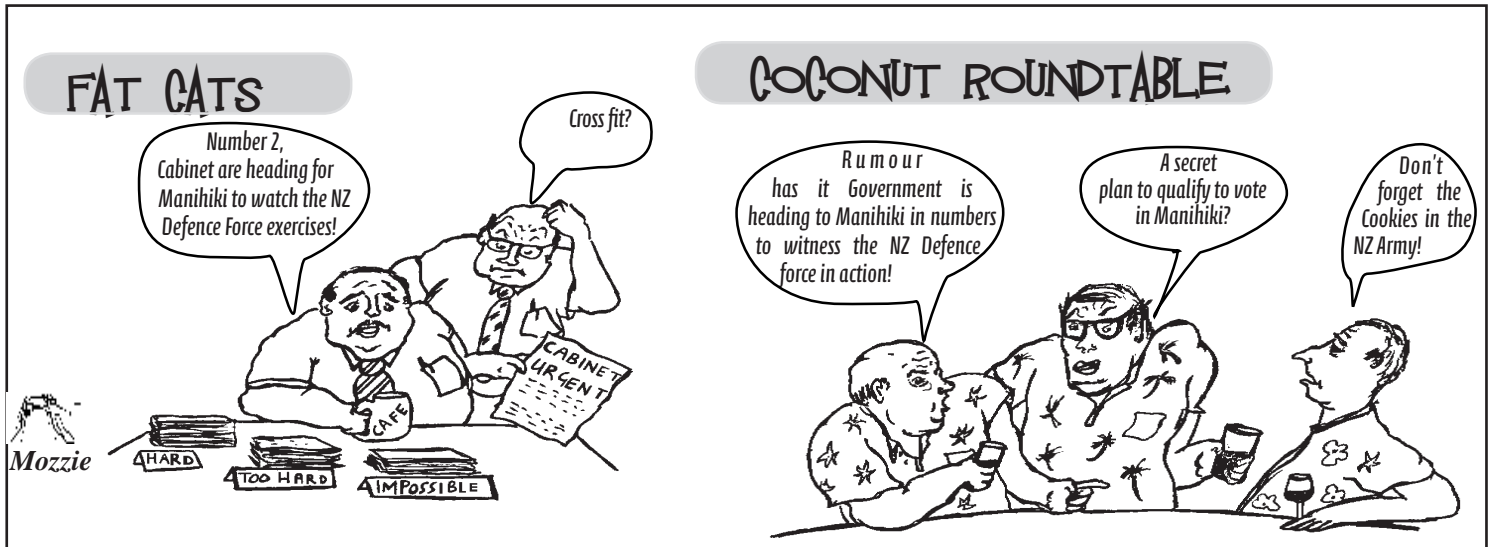 FAT CATS
Number 2,
Cabinet are heading for
Manihiki to watch the NZ
Defence Force exercises!
Cross fit?
CABINET
URGENT
CAFE
HARD
TOO HARD
IMPOSSIBLE
Mozzie
COCONUT ROUNDTABLE
Rumour
has it Government is
heading to Manihiki in numbers
to witness the NZ Defence
force in action!
A secret
plan to qualify to vote
in Manihiki?
Don't
forget the
Cookies in the
NZ Army!